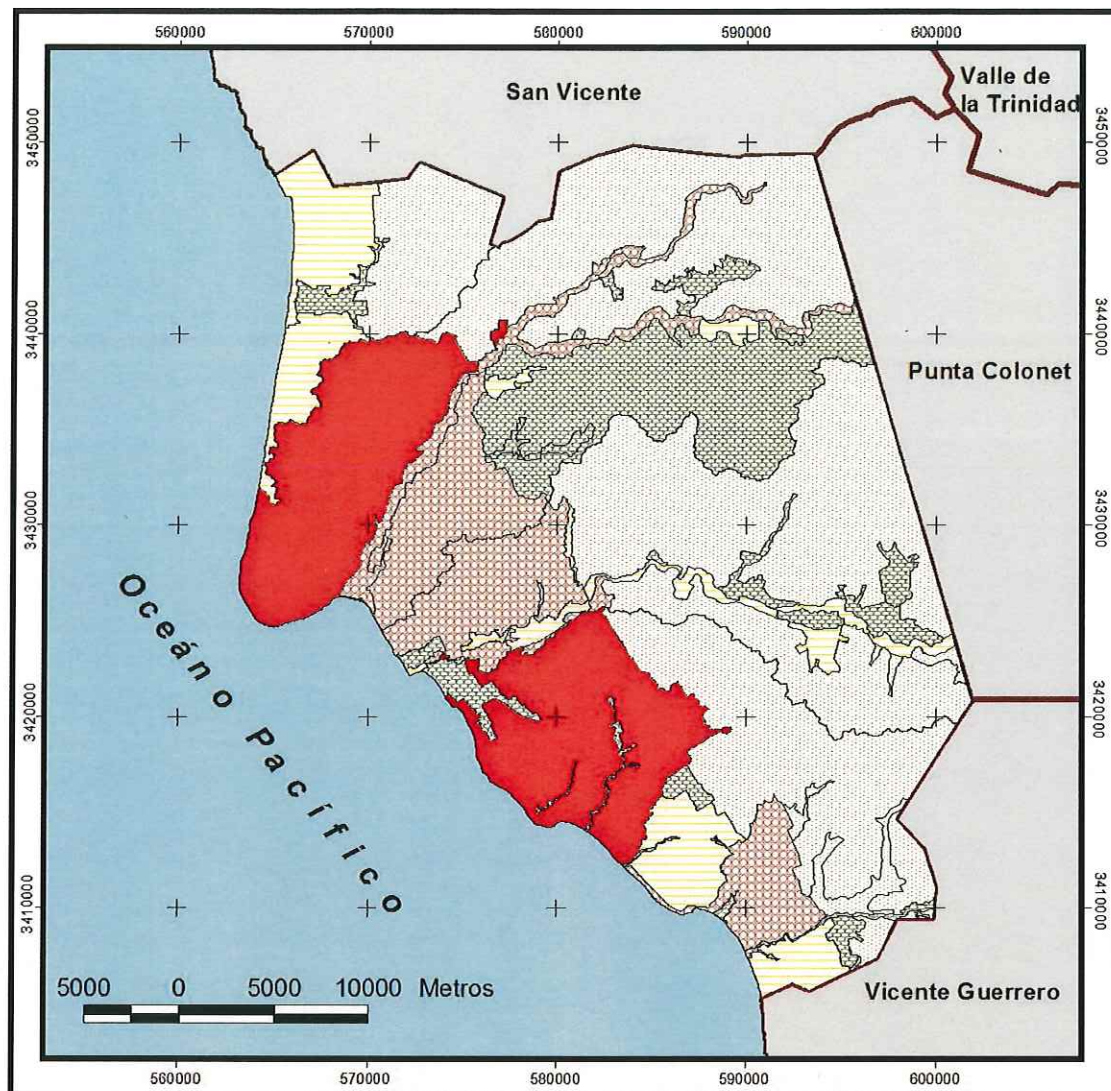 560000 570000 580000 590000 600000
San Vicente
Valle de
la Trinidad
3450000 3450000
3440000 3440000
Punta Colonet
3430000 3430000
Oceáno Pacífico
3420000 3420000
3410000 3410000
5000 0 5000 10000 Metros
Vicente Guerrero
560000 570000 580000 590000 600000